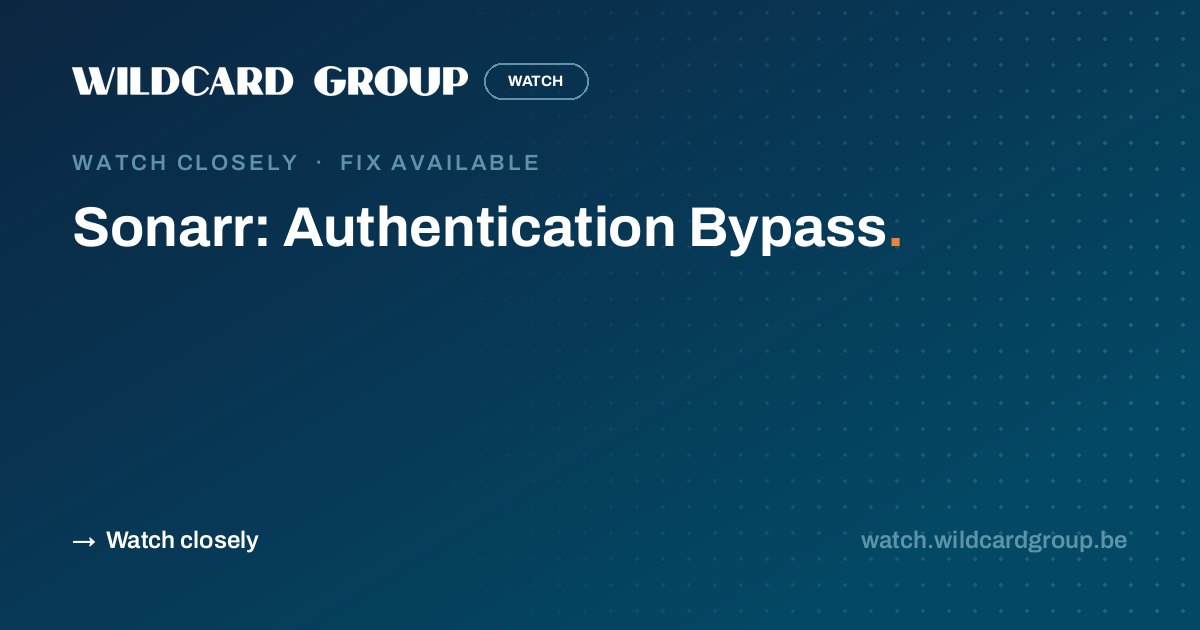 WILDCARD GROUP WATCH
WATCH CLOSELY · FIX AVAILABLE
Sonarr: Authentication Bypass.
→ Watch closely
watch.wildcardgroup.be